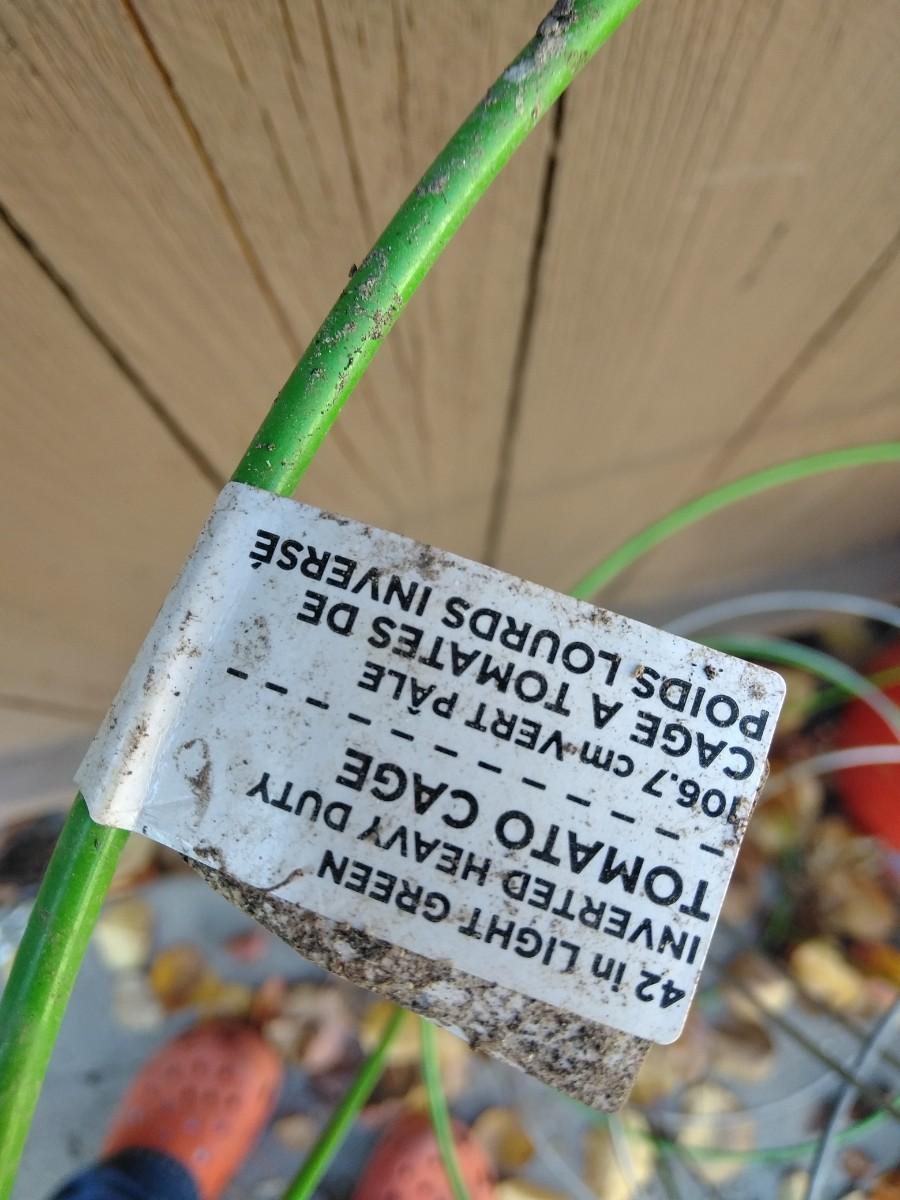 42 in LIGHT GREEN
INVERTED HEAVY DUTY
TOMATO CAGE
106.7 cm VERT PÂLE
CAGE A TOMATES DE
POIDS LOURDS INVERSÉ